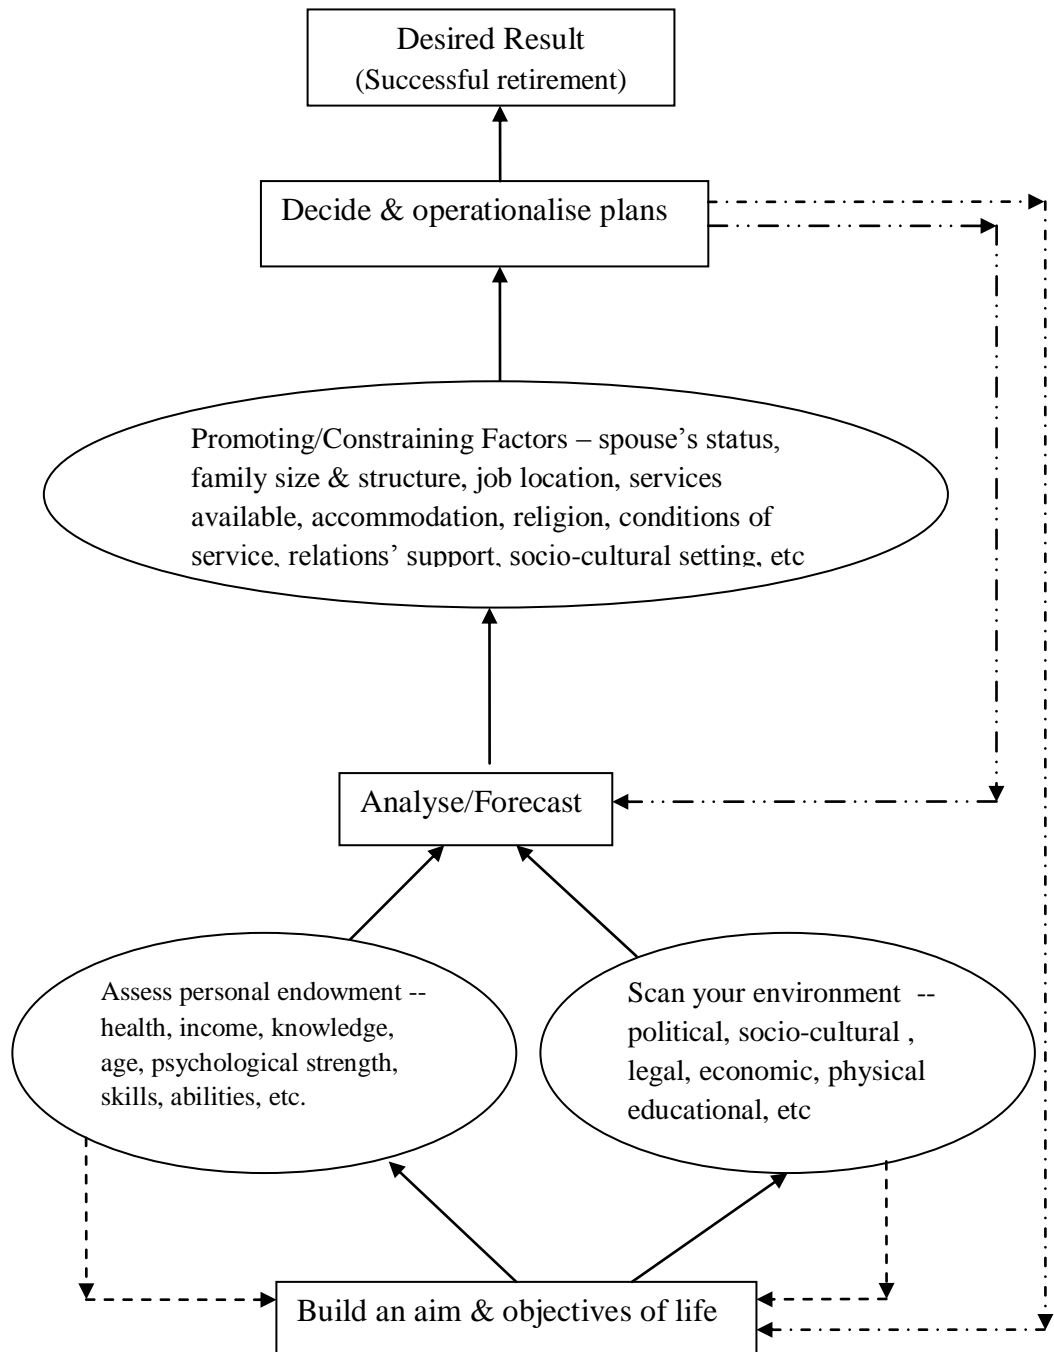 Desired Result
(Successful retirement)
Decide & operationalise plans
Promoting/Constraining Factors – spouse’s status,
family size & structure, job location, services
available, accommodation, religion, conditions of
service, relations’ support, socio-cultural setting, etc
Analyse/Forecast
Assess personal endowment --
health, income, knowledge,
age, psychological strength,
skills, abilities, etc.
Scan your environment --
political, socio-cultural ,
legal, economic, physical
educational, etc
Build an aim & objectives of life